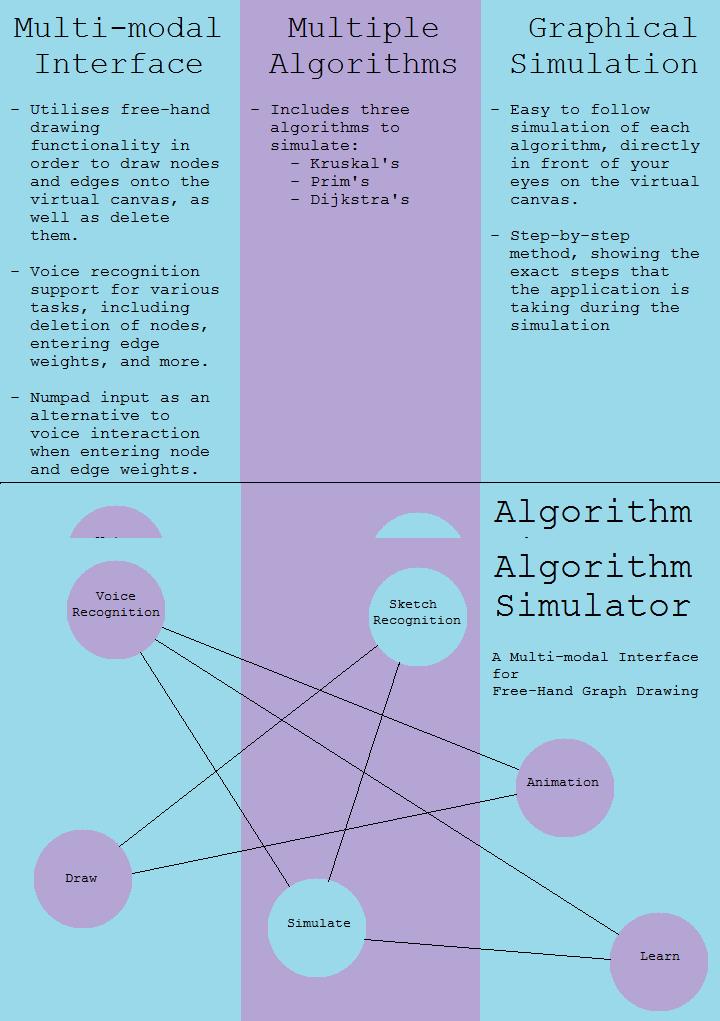 Multi-modal
Interface
- Utilises free-hand
drawing
functionality in
order to draw nodes
and edges onto the
virtual canvas, as
well as delete
them.
- Voice recognition
support for various
tasks, including
deletion of nodes,
entering edge
weights, and more.
- Numpad input as an
alternative to
voice interaction
when entering node
and edge weights.
Multiple
Algorithms
- Includes three
algorithms to
simulate:
- Kruskal's
- Prim's
- Dijkstra's
Graphical
Simulation
- Easy to follow
simulation of each
algorithm, directly
in front of your
eyes on the virtual
canvas.
- Step-by-step
method, showing the
exact steps that
the application is
taking during the
simulation
Algorithm
Algorithm
Simulator
A Multi-modal Interface
for
Free-Hand Graph Drawing
Voice
Recognition
Sketch
Recognition
Animation
Draw
Simulate
Learn